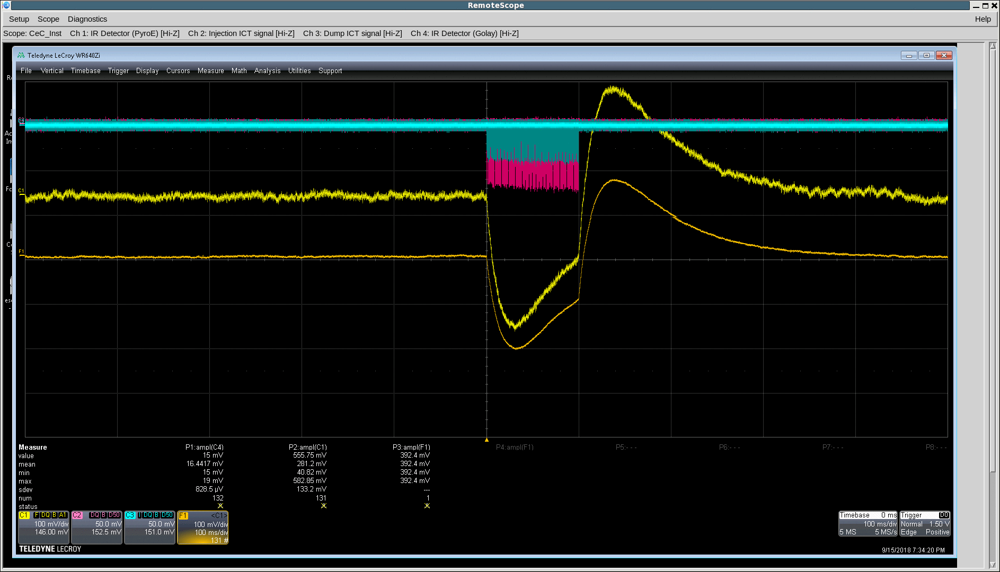 RemoteScope
Setup Scope Diagnostics Help
Scope: CeC_Inst Ch 1: IR Detector (PyroE) [Hi-Z] Ch 2: Injection ICT signal [Hi-Z] Ch 3: Dump ICT signal [Hi-Z] Ch 4: IR Detector (Golay) [Hi-Z]
Teledyne LeCroy WR640Zi
File Vertical Timebase Trigger Display Cursors Measure Math Analysis Utilities Support
C1
F1
Measure P1:ampl(C4) P2:ampl(C1) P3:ampl(F1) P4:ampl(F1) P5:- - - P6:- - - P7:- - - P8:- - -
value 15 mV 555.75 mV 392.4 mV
mean 16.4417 mV 281.2 mV 392.4 mV
min 15 mV 40.82 mV 392.4 mV
max 19 mV 582.85 mV 392.4 mV
sdev 828.5 µV 133.2 mV ---
num 132 131 1
status
C1 F DQ B A1 C2 DQ B D50 C3 I DQ B D50 F1 <C1> Timebase 0 ms Trigger D0
100 mV/div 50.0 mV 50.0 mV 100 mV/div 100 ms/div Normal 1.50 V
146.00 mV 152.5 mV 151.0 mV 100 ms/div 5 MS 5 MS/s Edge Positive
131 #
TELEDYNE LECROY 9/15/2018 7:34:20 PM